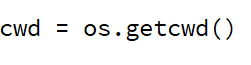 cwd = os.getcwd()